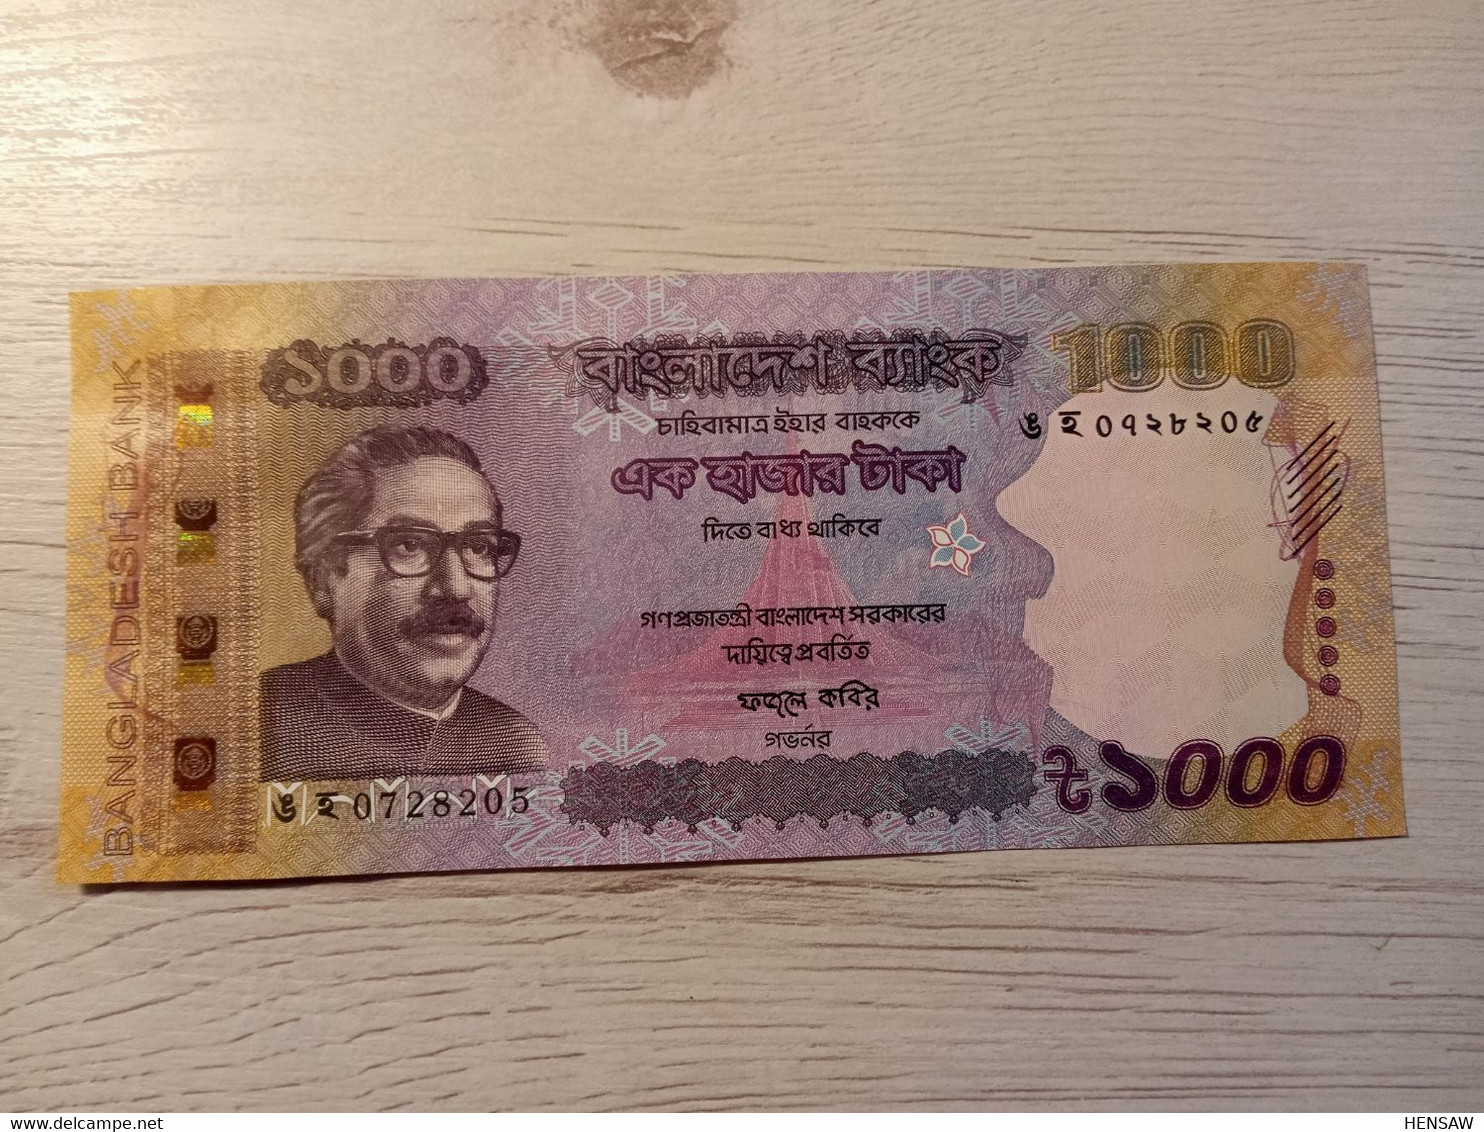 ১০০০ বাংলাদেশ ব্যাংক 1000
চাহিবামাত্র ইহার বাহককে
ঙ হ ০৭২৮২০৫
এক হাজার টাকা
দিতে বাধ্য থাকিবে
গণপ্রজাতন্ত্রী বাংলাদেশ সরকারের
দায়িত্বে প্রবর্তিত
ফজলে কবির
গভর্নর
৳১০০০
ঙ হ 0728205
BANGLADESH BANK
www.delcampe.net
HENSAW